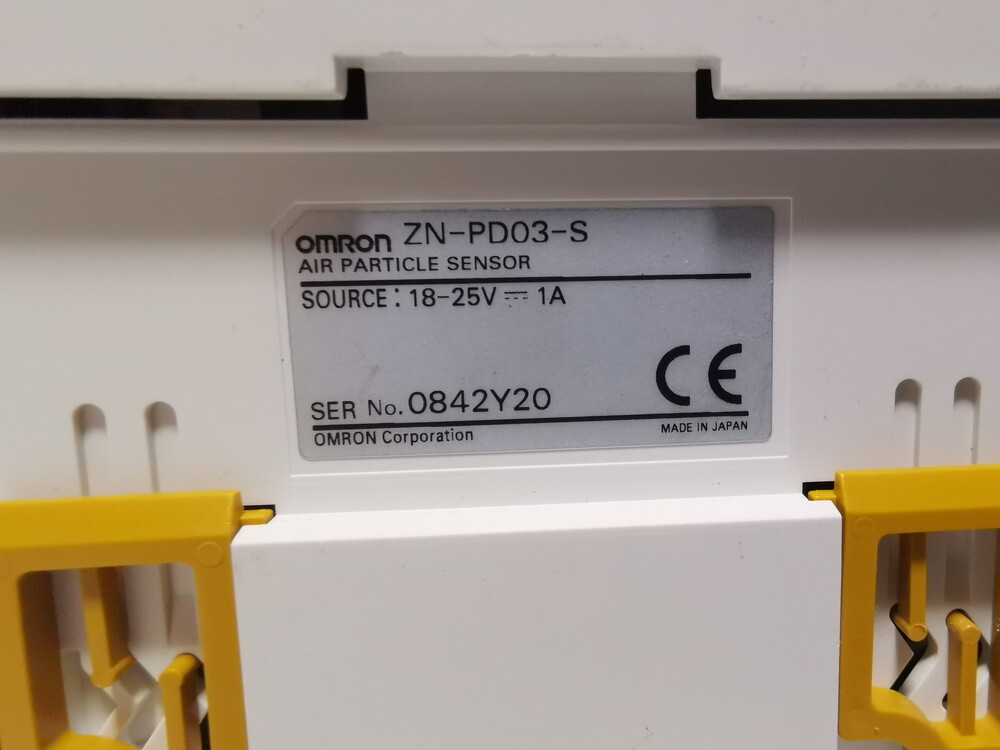 OMRON ZN-PD03-S
AIR PARTICLE SENSOR
SOURCE: 18-25V ⎓ 1A
CE
SER No. 0842Y20
OMRON Corporation
MADE IN JAPAN